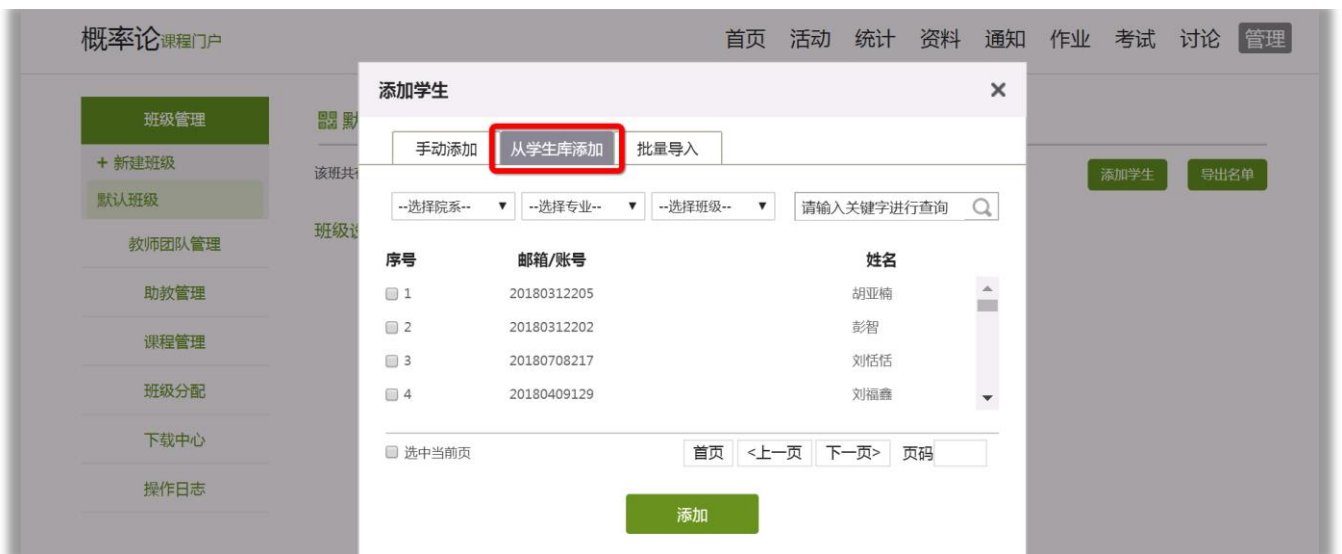 概率论课程门户 首页 活动 统计 资料 通知 作业 考试 讨论 管理
添加学生 ×
班级管理
默
手动添加 从学生库添加 批量导入
+ 新建班级
该班共有
添加学生 导出名单
默认班级
--选择院系-- ▼ --选择专业-- ▼ --选择班级-- ▼ 请输入关键字进行查询
班级设
教师团队管理
序号 邮箱/账号 姓名
助教管理
1 20180312205 胡亚楠
2 20180312202 彭智
课程管理
3 20180708217 刘恬恬
班级分配
4 20180409129 刘福鑫
下载中心
选中当前页 首页 <上一页 下一页> 页码
操作日志
添加